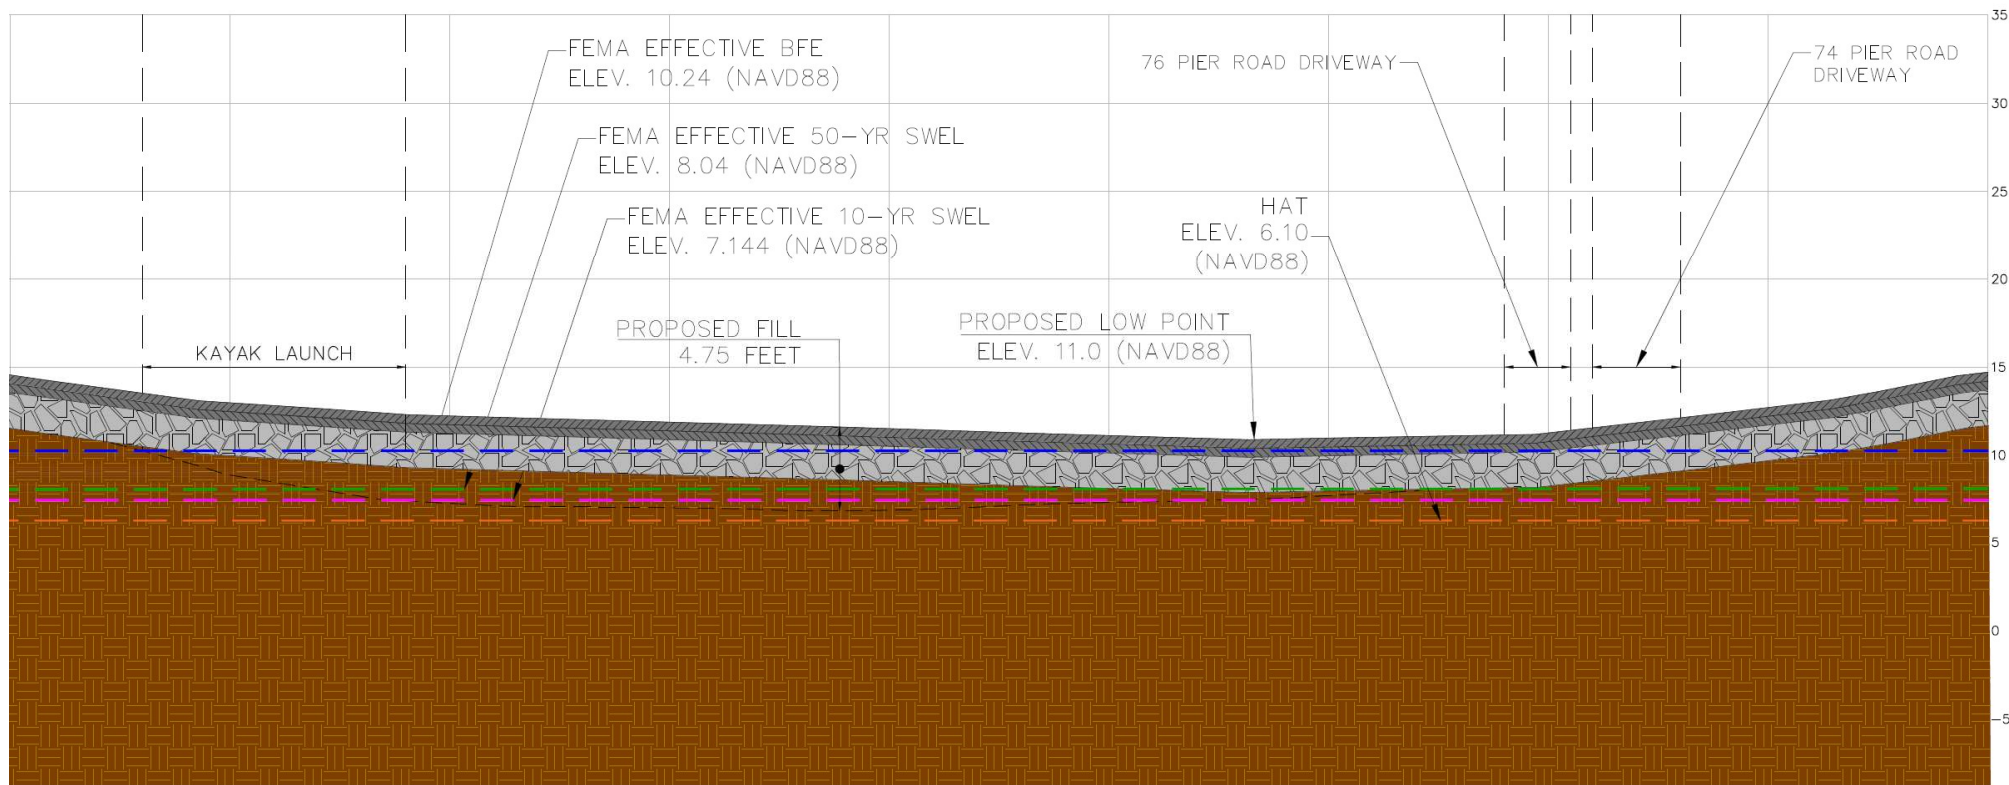 FEMA EFFECTIVE BFE
ELEV. 10.24 (NAVD88)
FEMA EFFECTIVE 50-YR SWEL
ELEV. 8.04 (NAVD88)
FEMA EFFECTIVE 10-YR SWEL
ELEV. 7.144 (NAVD88)
76 PIER ROAD DRIVEWAY
74 PIER ROAD
DRIVEWAY
HAT
ELEV. 6.10
(NAVD88)
PROPOSED FILL
4.75 FEET
PROPOSED LOW POINT
ELEV. 11.0 (NAVD88)
KAYAK LAUNCH
35
30
25
20
15
10
5
0
-5